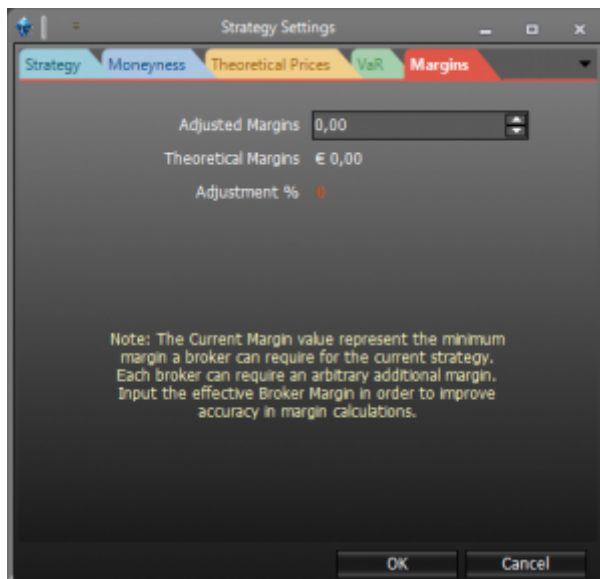 Strategy Settings
Strategy Moneyness Theoretical Prices VaR Margins
Adjusted Margins 0,00
Theoretical Margins € 0,00
Adjustment % 0
Note: The Current Margin value represent the minimum
margin a broker can require for the current strategy.
Each broker can require an arbitrary additional margin.
Input the effective Broker Margin in order to improve
accuracy in margin calculations.
OK Cancel